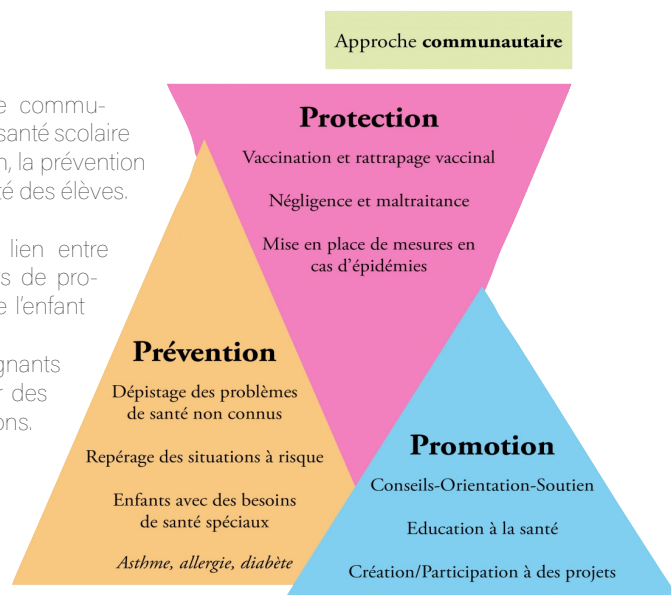 Approche communautaire
e commu-
santé scolaire
n, la prévention
té des élèves.
lien entre
s de pro-
e l'enfant
gnants
r des
ons.
Protection
Vaccination et rattrapage vaccinal
Négligence et maltraitance
Mise en place de mesures en
cas d'épidémies
Prévention
Dépistage des problèmes
de santé non connus
Repérage des situations à risque
Enfants avec des besoins
de santé spéciaux
Asthme, allergie, diabète
Promotion
Conseils-Orientation-Soutien
Education à la santé
Création/Participation à des projets